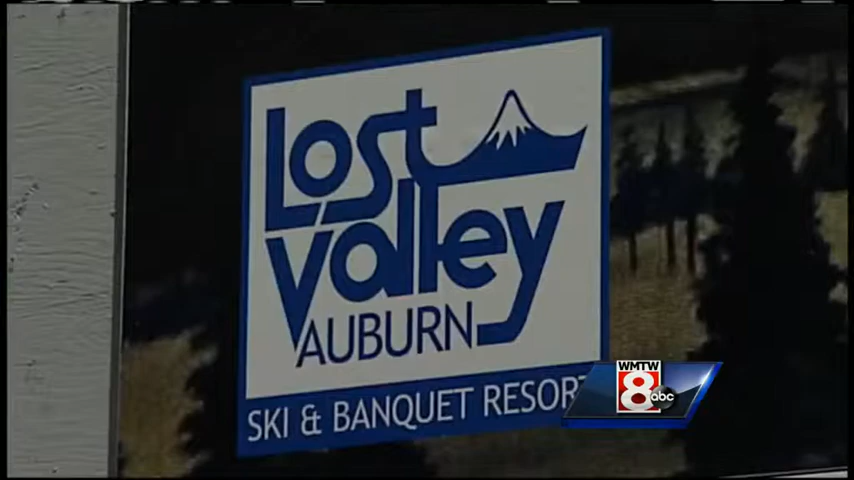 Lost
Valley
AUBURN
SKI & BANQUET RESORT
WMTW
8
abc